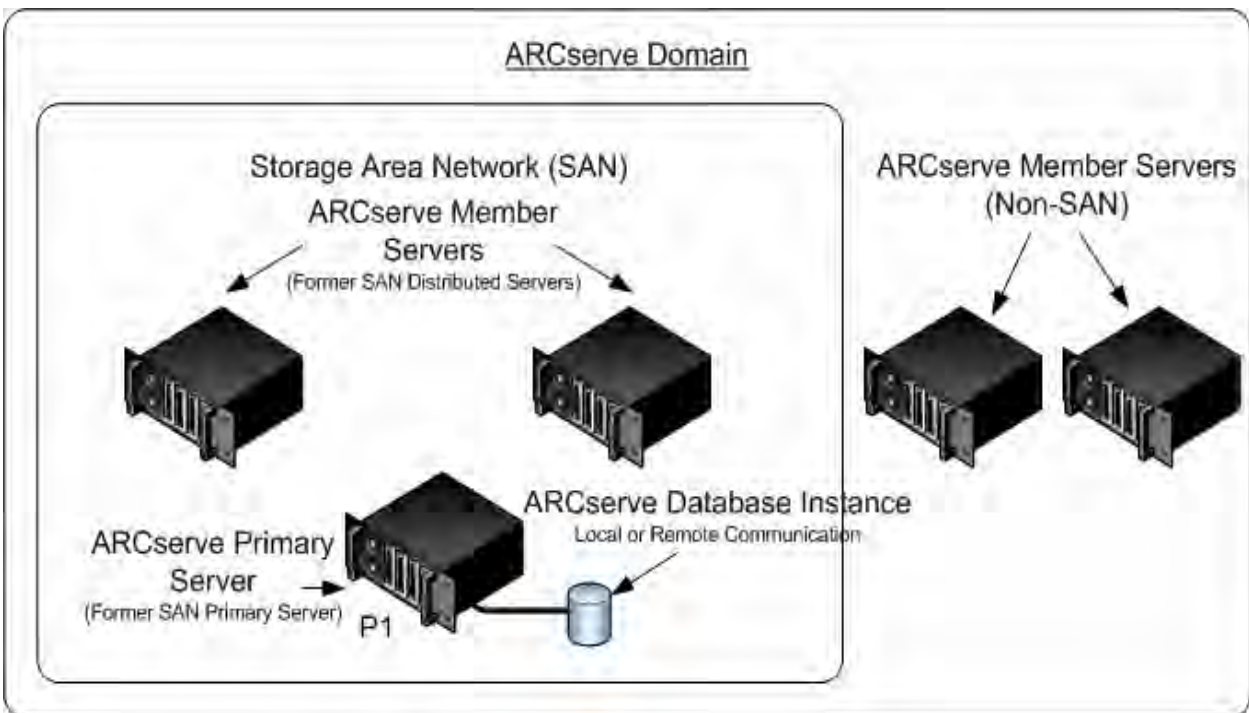 ARCserve Domain
Storage Area Network (SAN)
ARCserve Member
Servers
(Former SAN Distributed Servers)
ARCserve Member Servers
(Non-SAN)
ARCserve Database Instance
Local or Remote Communication
ARCserve Primary
Server
(Former SAN Primary Server)
P1